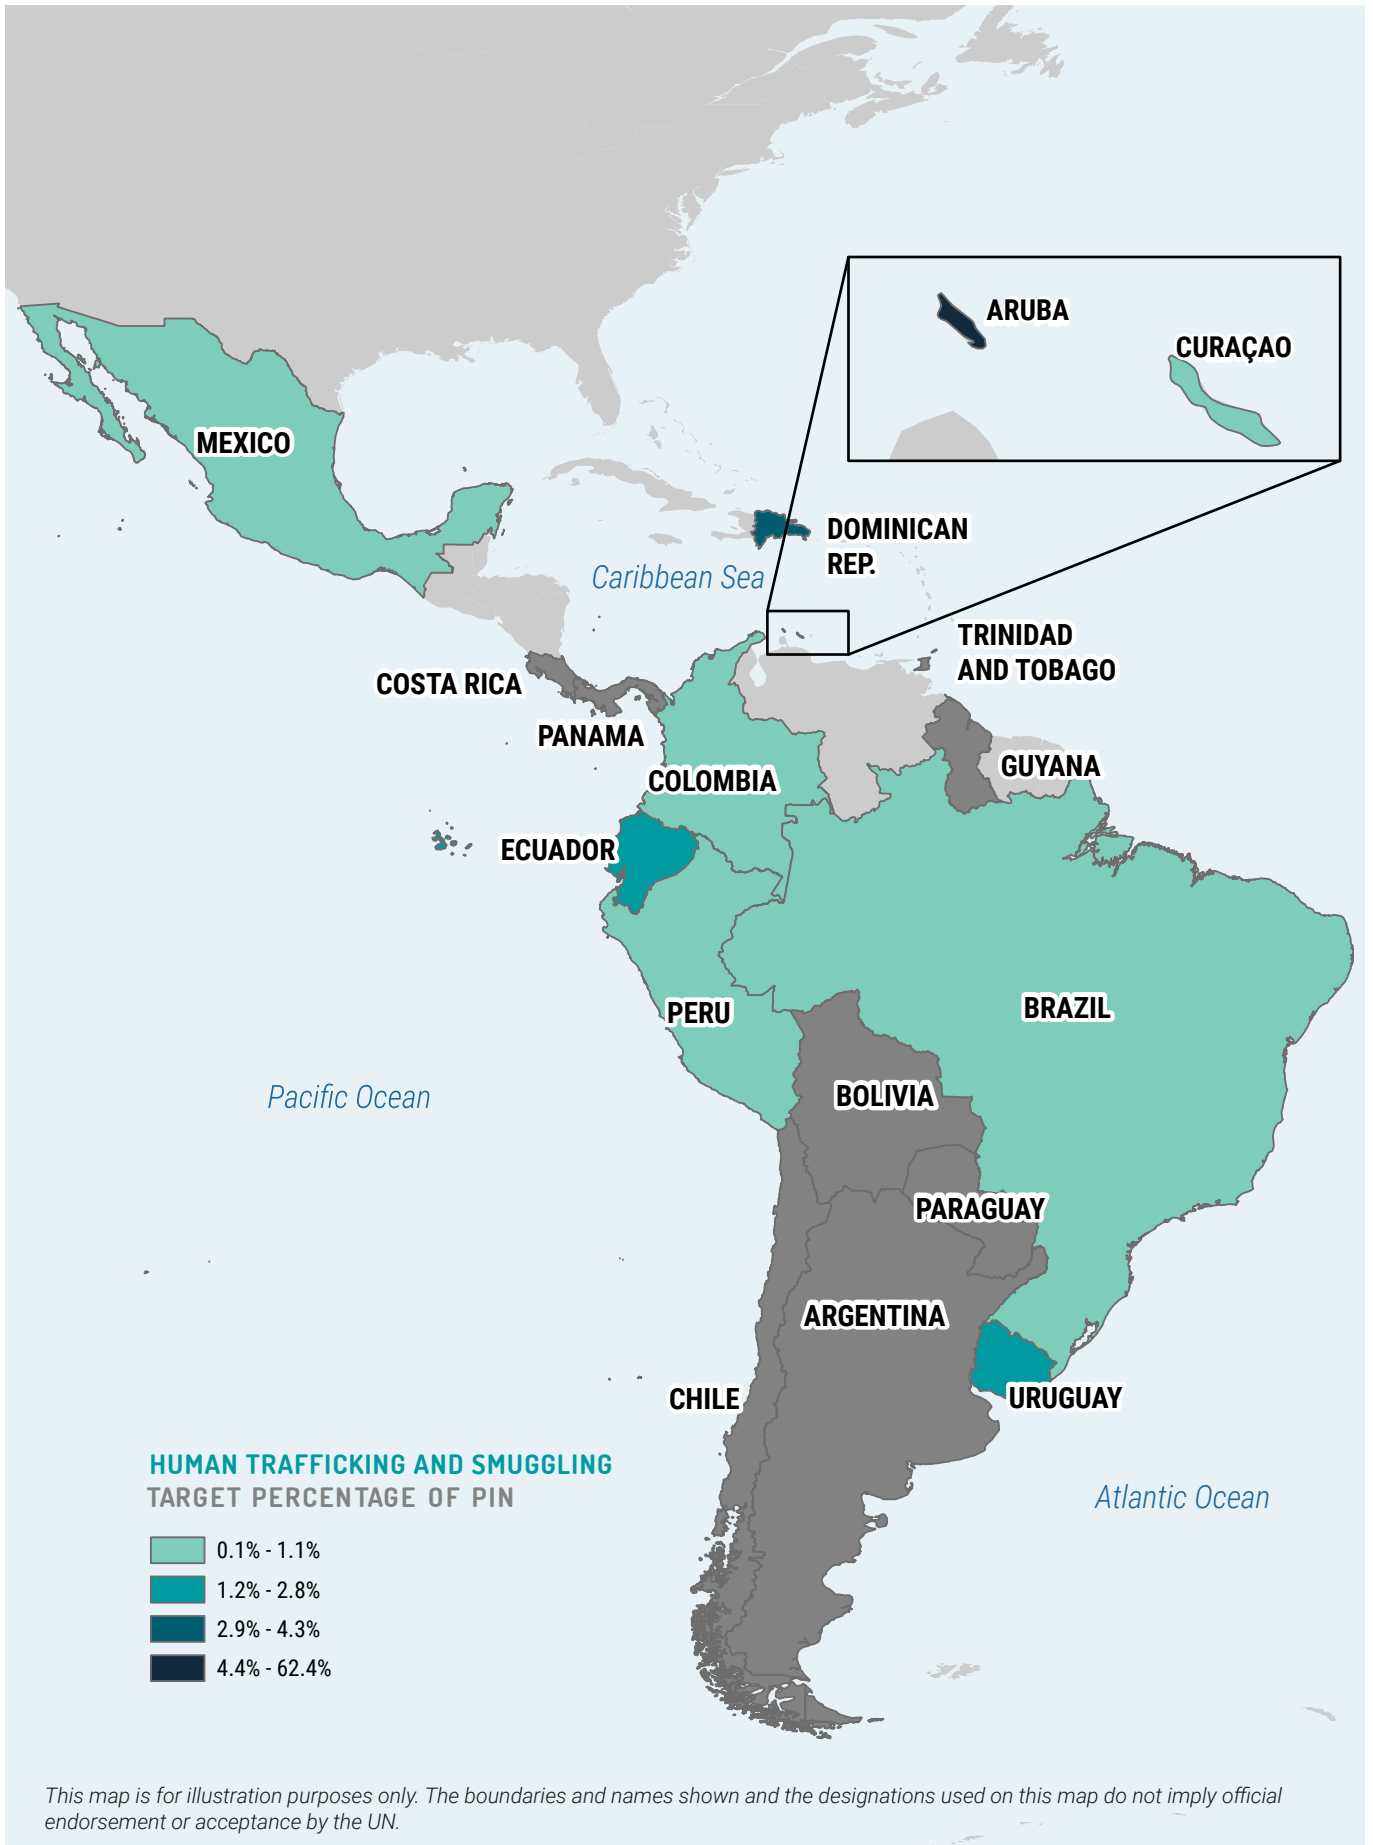 ARUBA
CURAÇAO
MEXICO
DOMINICAN
REP.
Caribbean Sea
TRINIDAD
AND TOBAGO
COSTA RICA
PANAMA
GUYANA
COLOMBIA
ECUADOR
PERU
BRAZIL
Pacific Ocean
BOLIVIA
PARAGUAY
ARGENTINA
CHILE
URUGUAY
HUMAN TRAFFICKING AND SMUGGLING
TARGET PERCENTAGE OF PIN
Atlantic Ocean
0.1% - 1.1%
1.2% - 2.8%
2.9% - 4.3%
4.4% - 62.4%
This map is for illustration purposes only. The boundaries and names shown and the designations used on this map do not imply official
endorsement or acceptance by the UN.